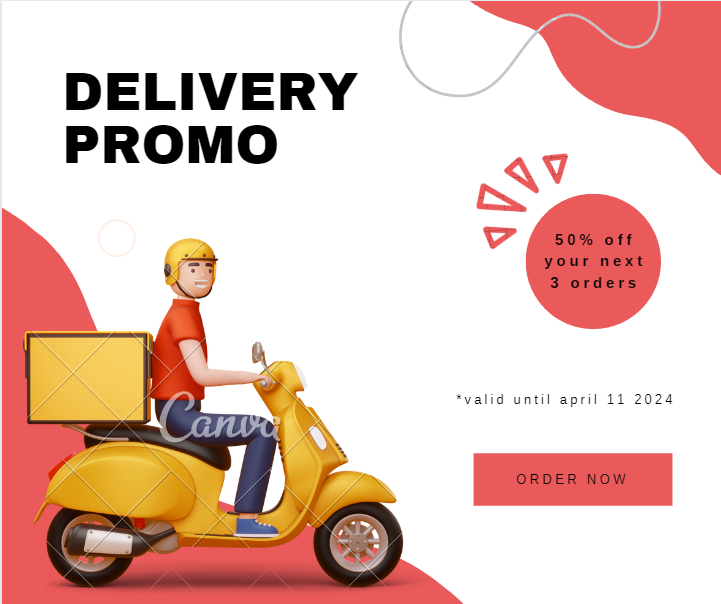 DELIVERY
PROMO
50% off
your next
3 orders
Canva
*valid until april 11 2024
ORDER NOW